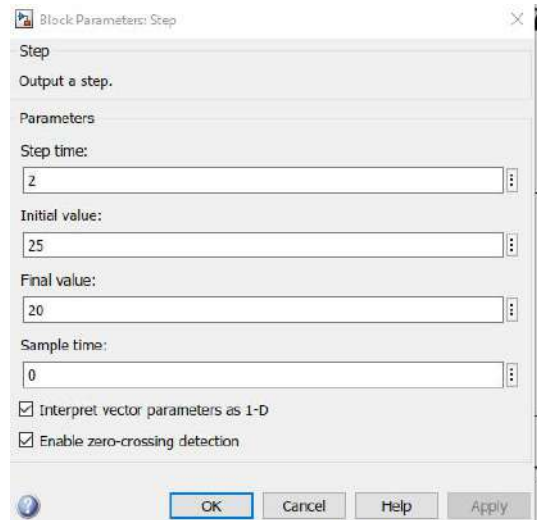 Block Parameters: Step
Step
Output a step.
Parameters
Step time:
2
Initial value:
25
Final value:
20
Sample time:
0
Interpret vector parameters as 1-D
Enable zero-crossing detection
OK Cancel Help Apply